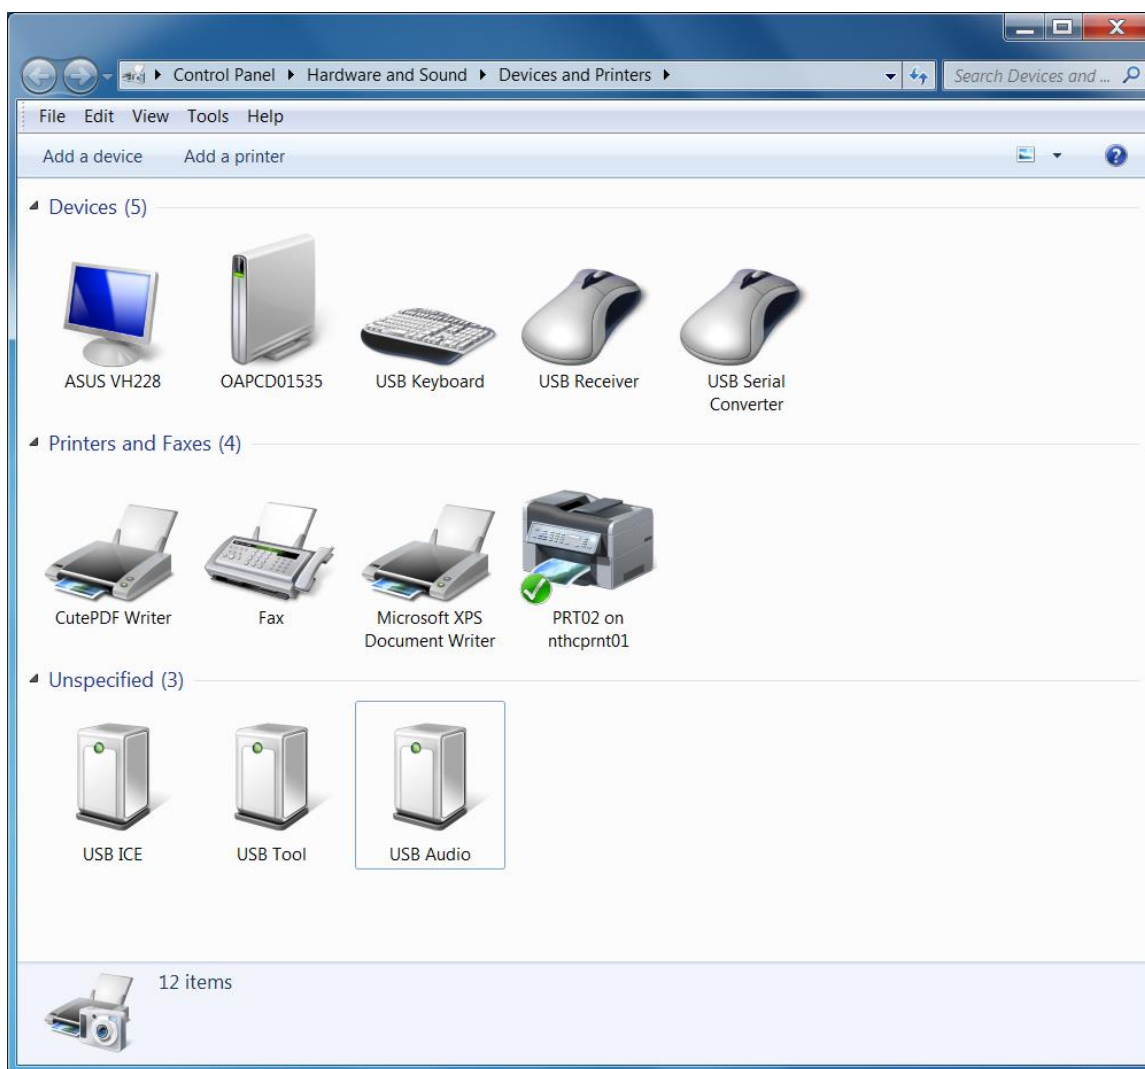 Control Panel Hardware and Sound Devices and Printers
Search Devices and ...
File Edit View Tools Help
Add a device Add a printer
Devices (5)
ASUS VH228 OAPCD01535 USB Keyboard USB Receiver USB Serial
Converter
Printers and Faxes (4)
CutePDF Writer Fax Microsoft XPS PRT02 on
Document Writer nthcprnt01
Unspecified (3)
USB ICE USB Tool USB Audio
12 items